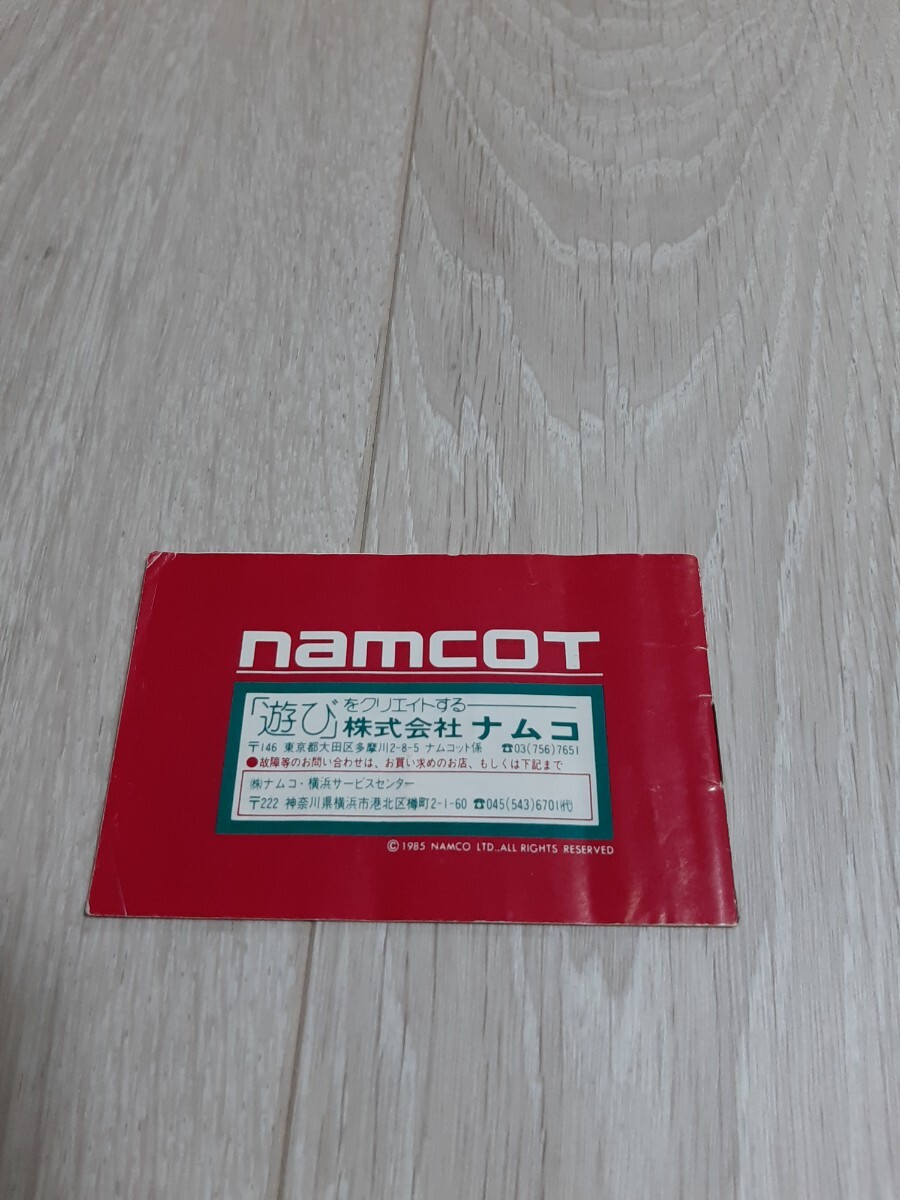 namcoT
「遊び」をクリエイトする
株式会社 ナムコ
〒146 東京都大田区多摩川2-8-5 ナムコット係 ☎03(756)7651
●故障等のお問い合わせは、お買い求めのお店、もしくは下記まで
㈱ナムコ・横浜サービスセンター
〒222 神奈川県横浜市港北区樽町2-1-60 ☎045(543)6701㈹
©1985 NAMCO LTD.,ALL RIGHTS RESERVED